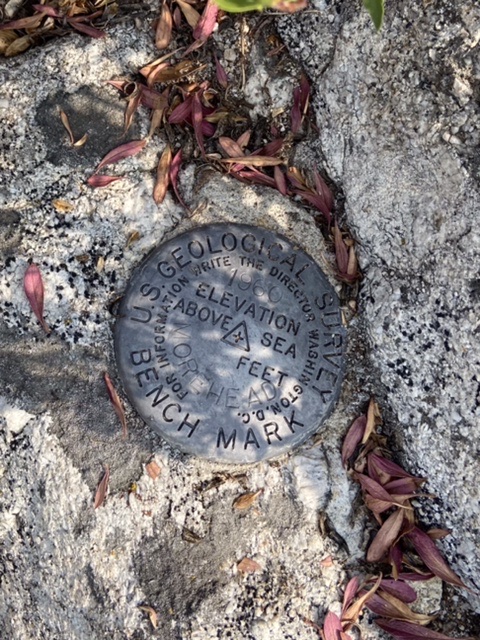 U.S. GEOLOGICAL SURVEY
WRITE THE DIRECTOR WASHINGTON, D.C.
FOR INFORMATION
ELEVATION
ABOVE SEA
FEET
BENCH MARK